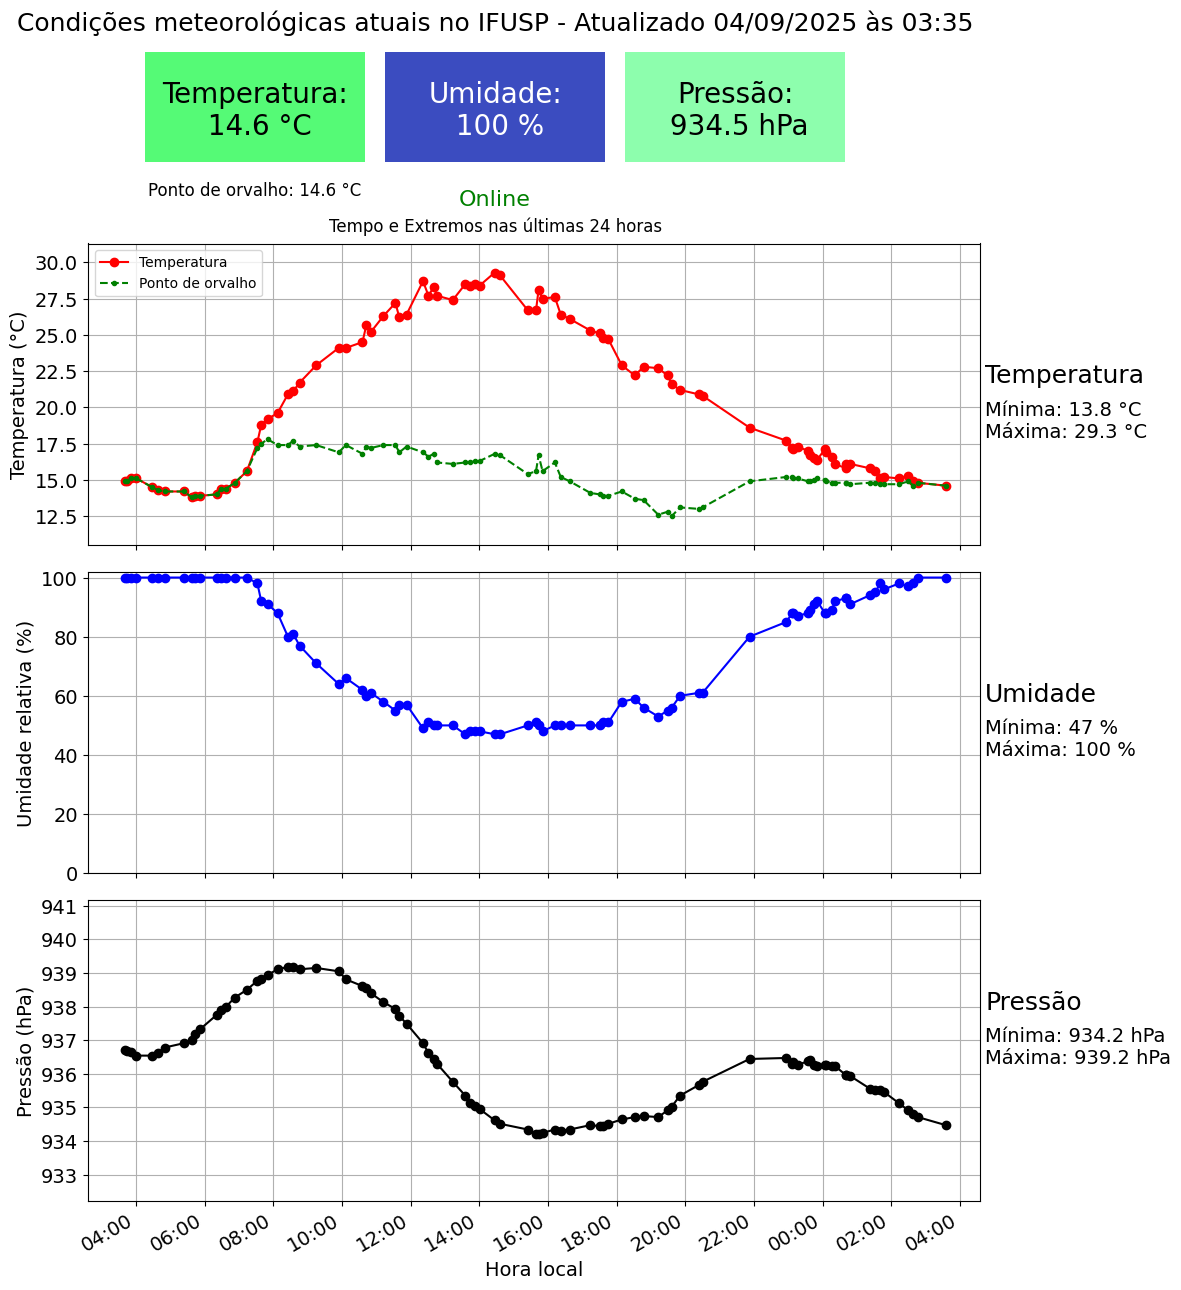 Condições meteorológicas atuais no IFUSP - Atualizado 04/09/2025 às 03:35
Temperatura:
14.6 °C
Umidade:
100 %
Pressão:
934.5 hPa
Ponto de orvalho: 14.6 °C
Online
Tempo e Extremos nas últimas 24 horas
Temperatura
Ponto de orvalho
30.0
27.5
25.0
22.5
20.0
17.5
15.0
12.5
Temperatura (°C)
Temperatura
Mínima: 13.8 °C
Máxima: 29.3 °C
100
80
60
40
20
0
Umidade relativa (%)
Umidade
Mínima: 47 %
Máxima: 100 %
941
940
939
938
937
936
935
934
933
Pressão (hPa)
Pressão
Mínima: 934.2 hPa
Máxima: 939.2 hPa
04:00
06:00
08:00
10:00
12:00
14:00
16:00
18:00
20:00
22:00
00:00
02:00
04:00
Hora local